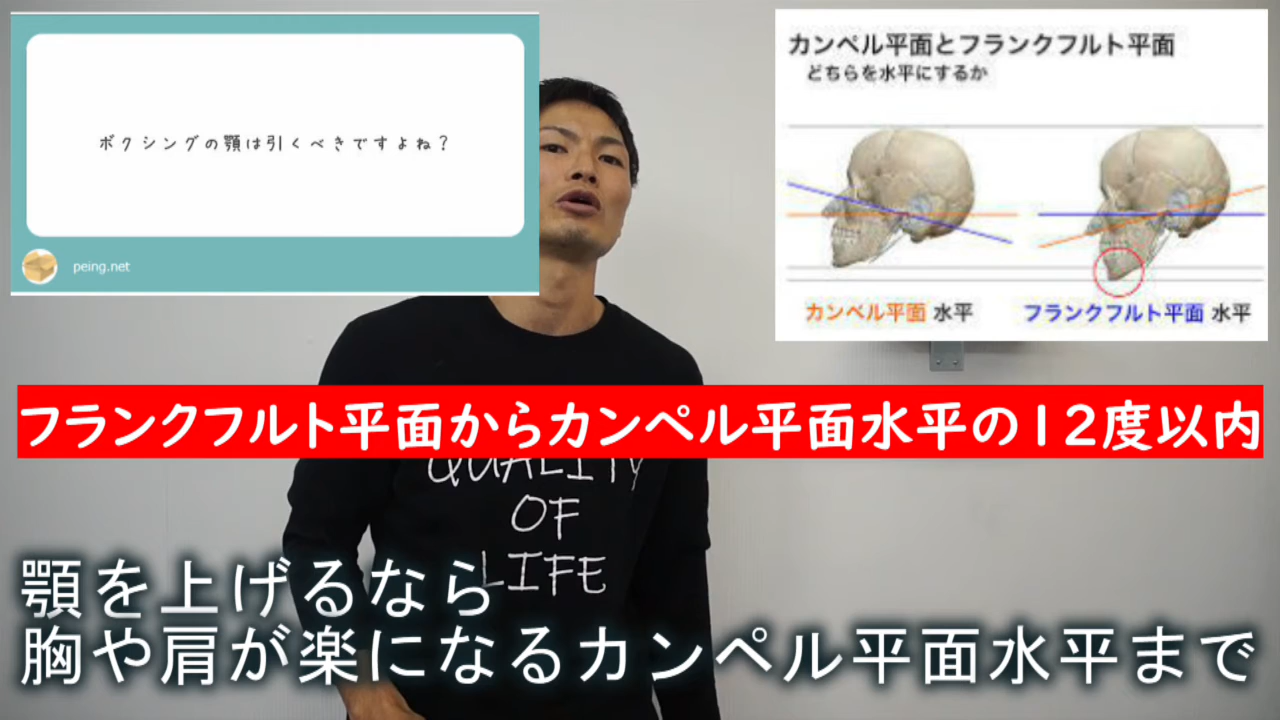 ボクシングの顎は引くべきですよね？
peing.net
カンペル平面とフランクフルト平面
どちらを水平にするか
カンペル平面 水平
フランクフルト平面 水平
フランクフルト平面からカンペル平面水平の12度以内
QUALITY
OF
LIFE
顎を上げるなら
胸や肩が楽になるカンペル平面水平まで